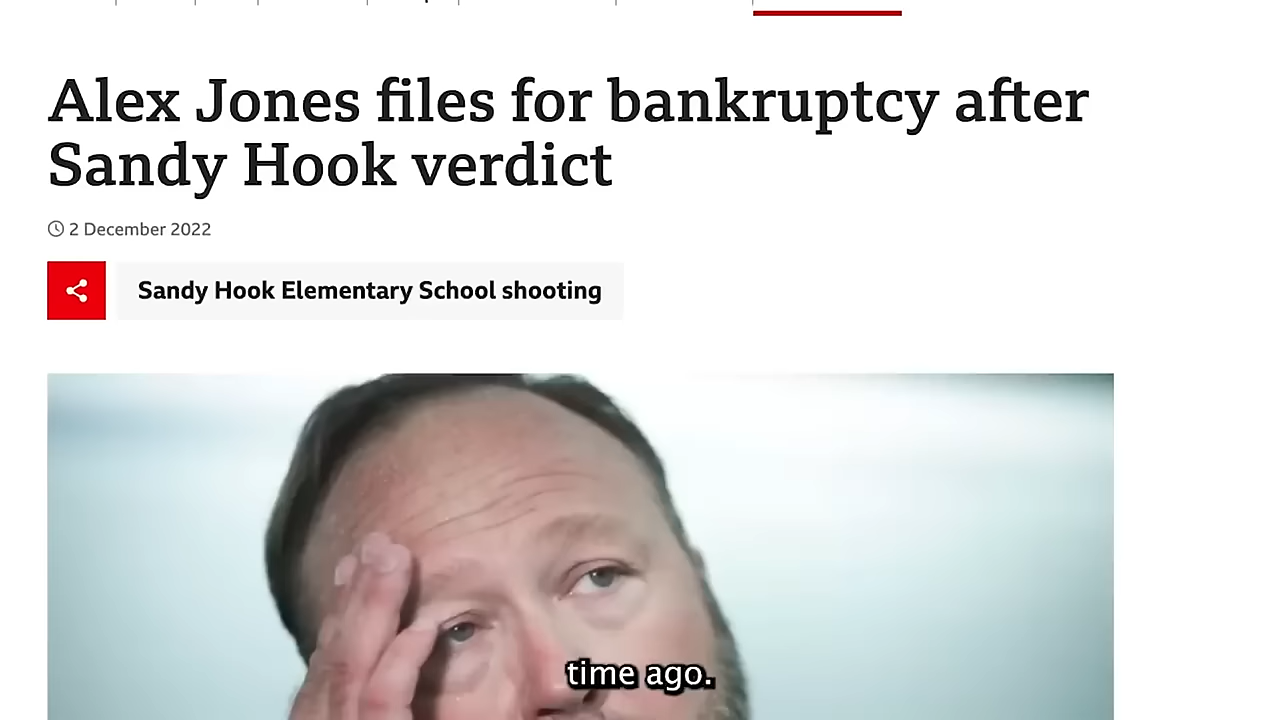 Alex Jones files for bankruptcy after
Sandy Hook verdict
2 December 2022
Sandy Hook Elementary School shooting
time ago.